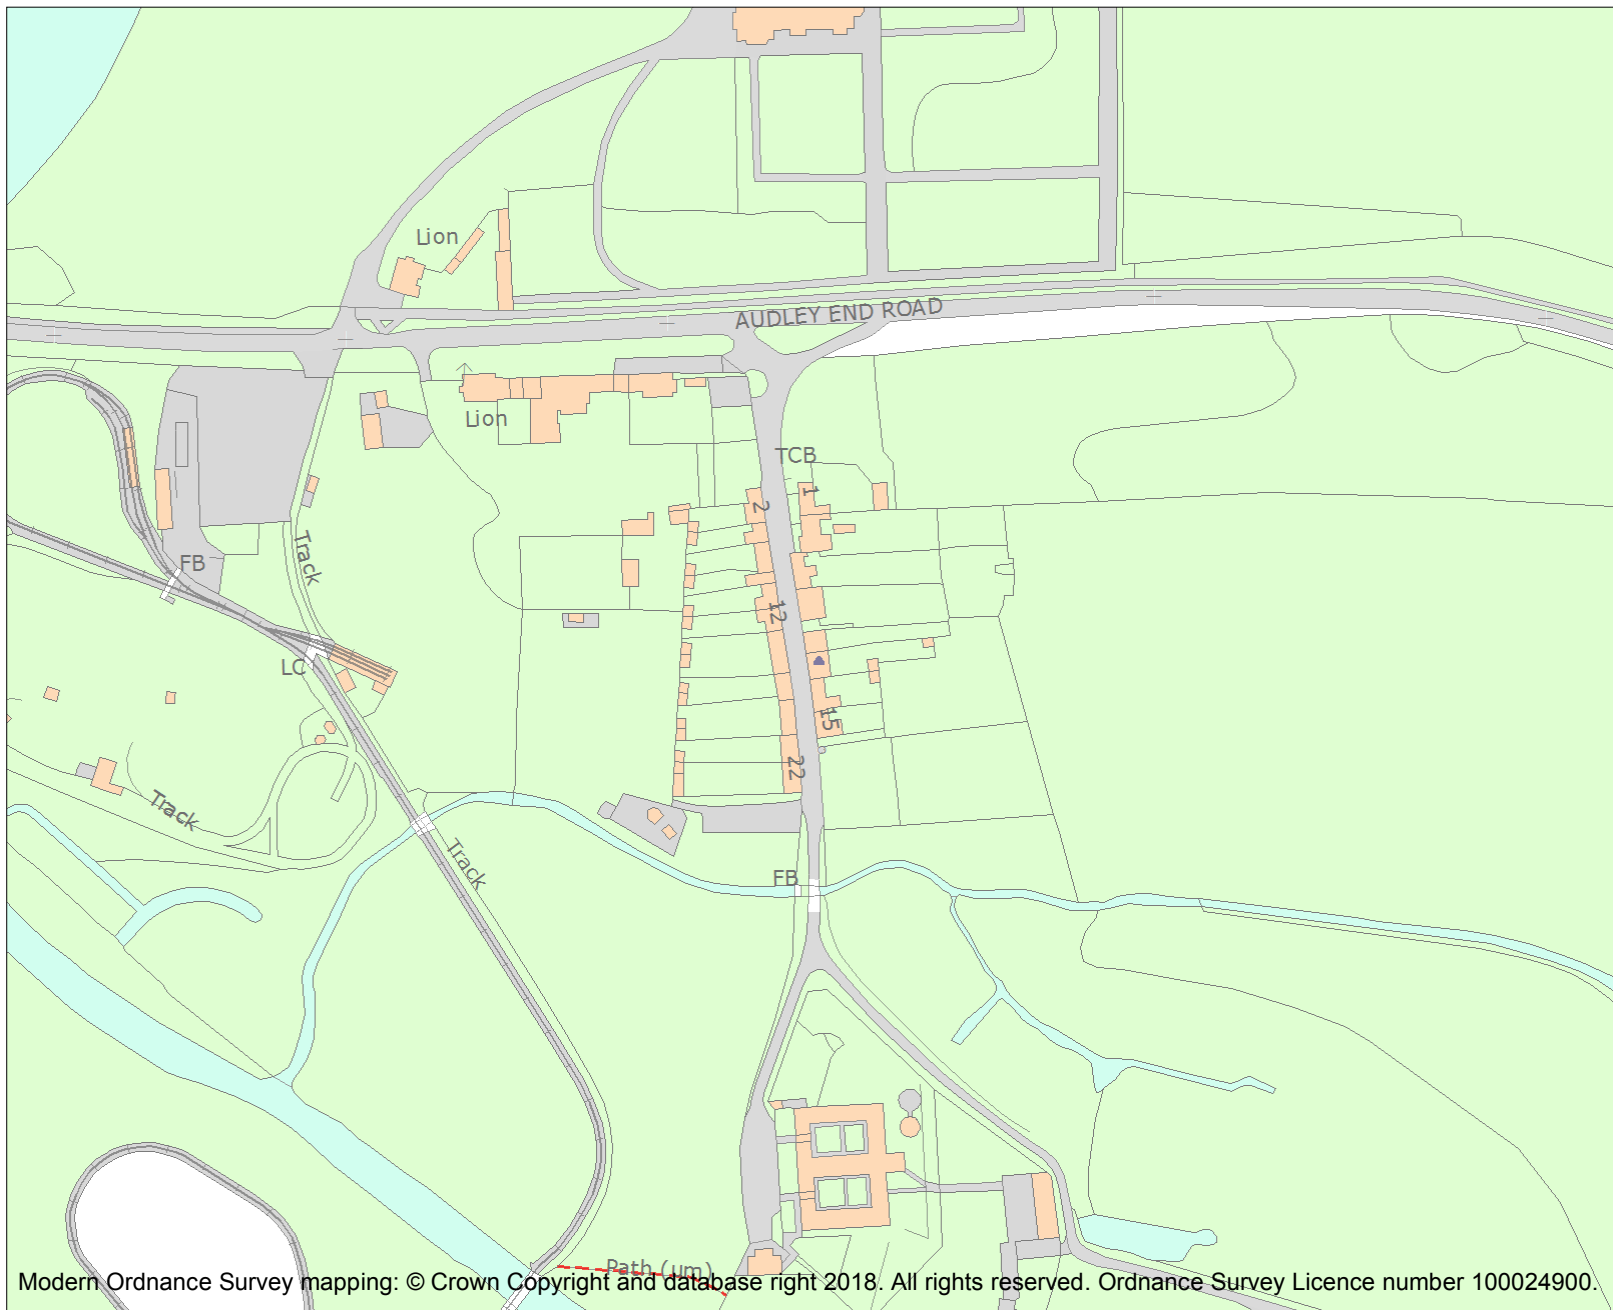 Lion
AUDLEY END ROAD
Lion
TCB
1
2
Track
FB
12
LC
15
22
Track
Track
FB
Path (um)
Modern Ordnance Survey mapping: © Crown Copyright and database right 2018. All rights reserved. Ordnance Survey Licence number 100024900.